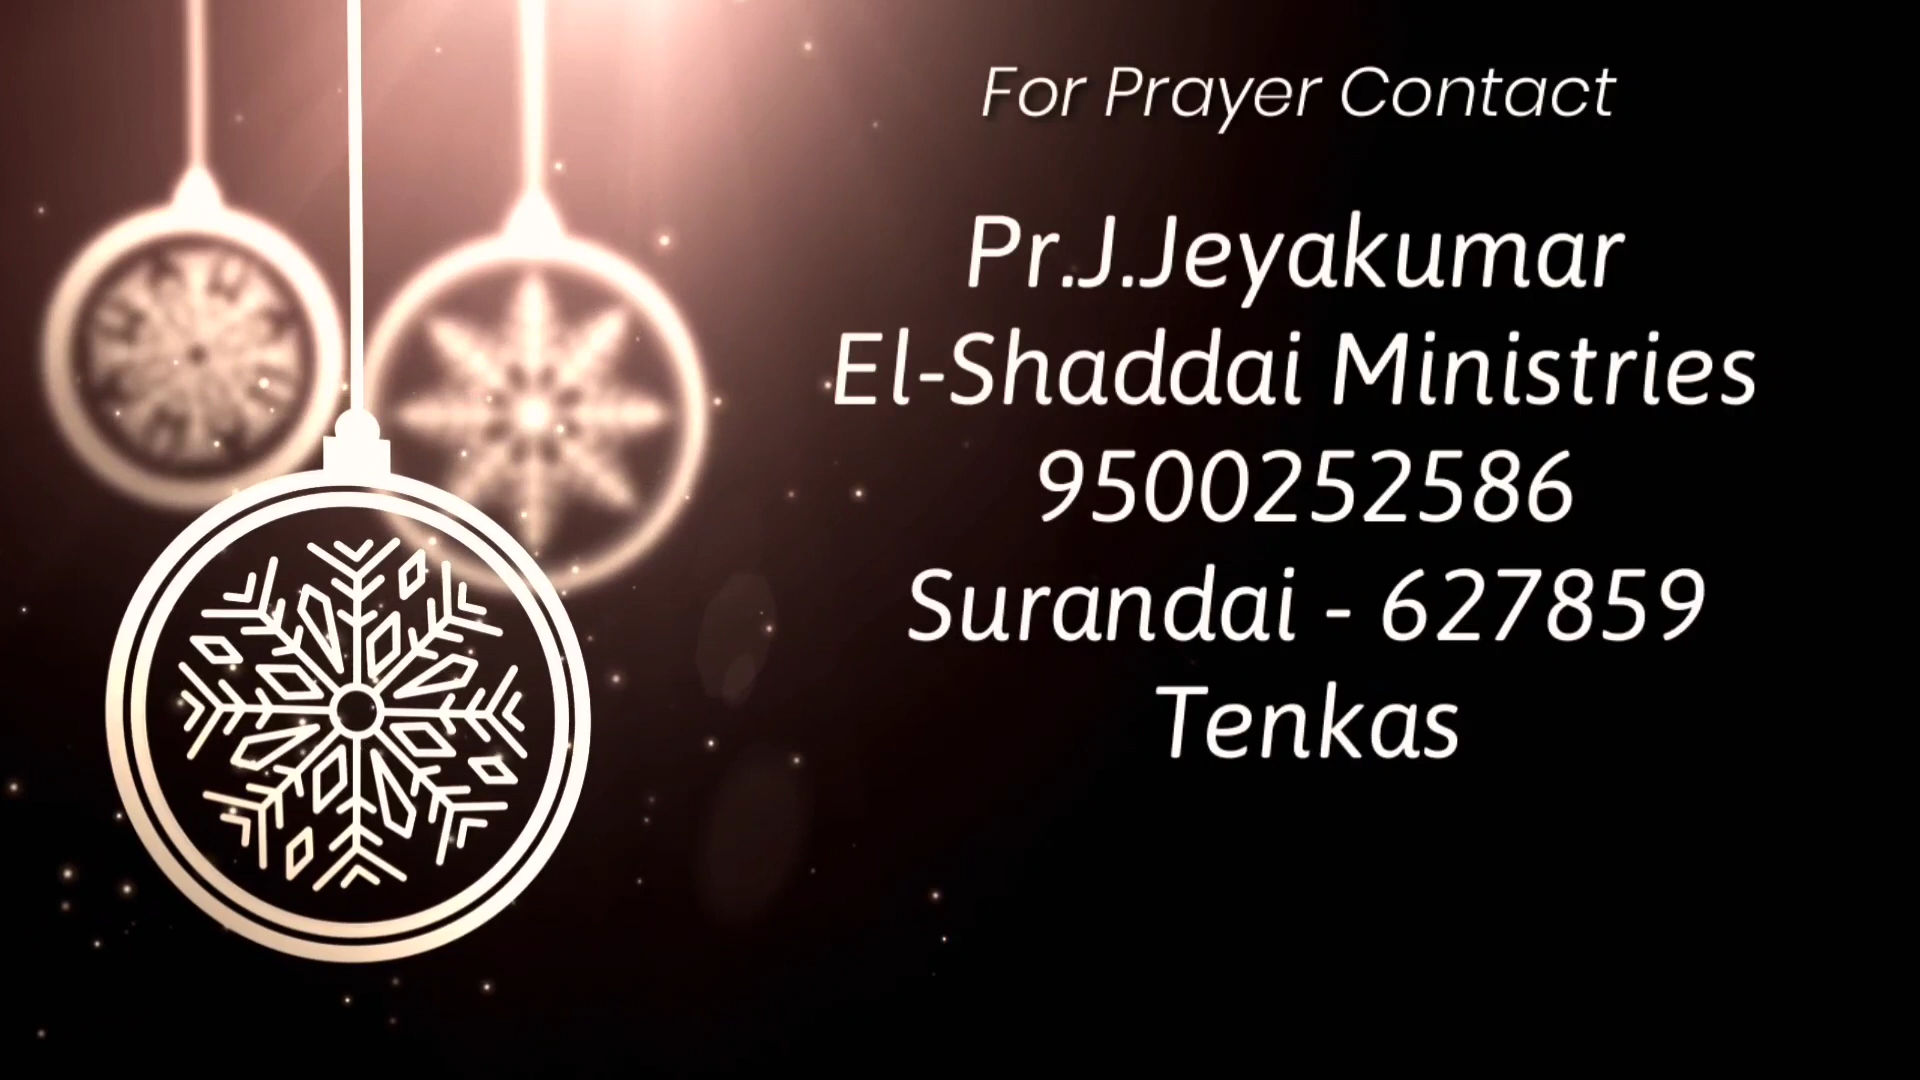 For Prayer Contact
Pr.J.Jeyakumar
El-Shaddai Ministries
9500252586
Surandai - 627859
Tenkas